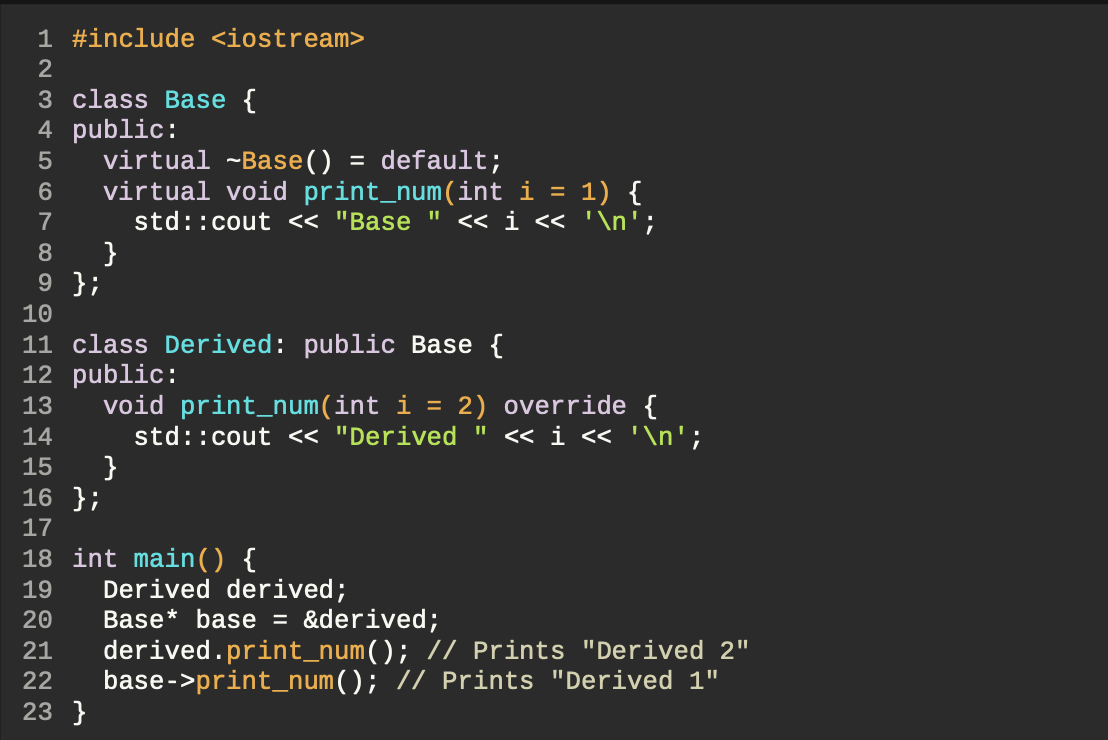 1 #include <iostream>
2
3 class Base {
4 public:
5   virtual ~Base() = default;
6   virtual void print_num(int i = 1) {
7     std::cout << "Base " << i << '\n';
8   }
9 };
10
11 class Derived: public Base {
12 public:
13   void print_num(int i = 2) override {
14     std::cout << "Derived " << i << '\n';
15   }
16 };
17
18 int main() {
19   Derived derived;
20   Base* base = &derived;
21   derived.print_num(); // Prints "Derived 2"
22   base->print_num(); // Prints "Derived 1"
23 }